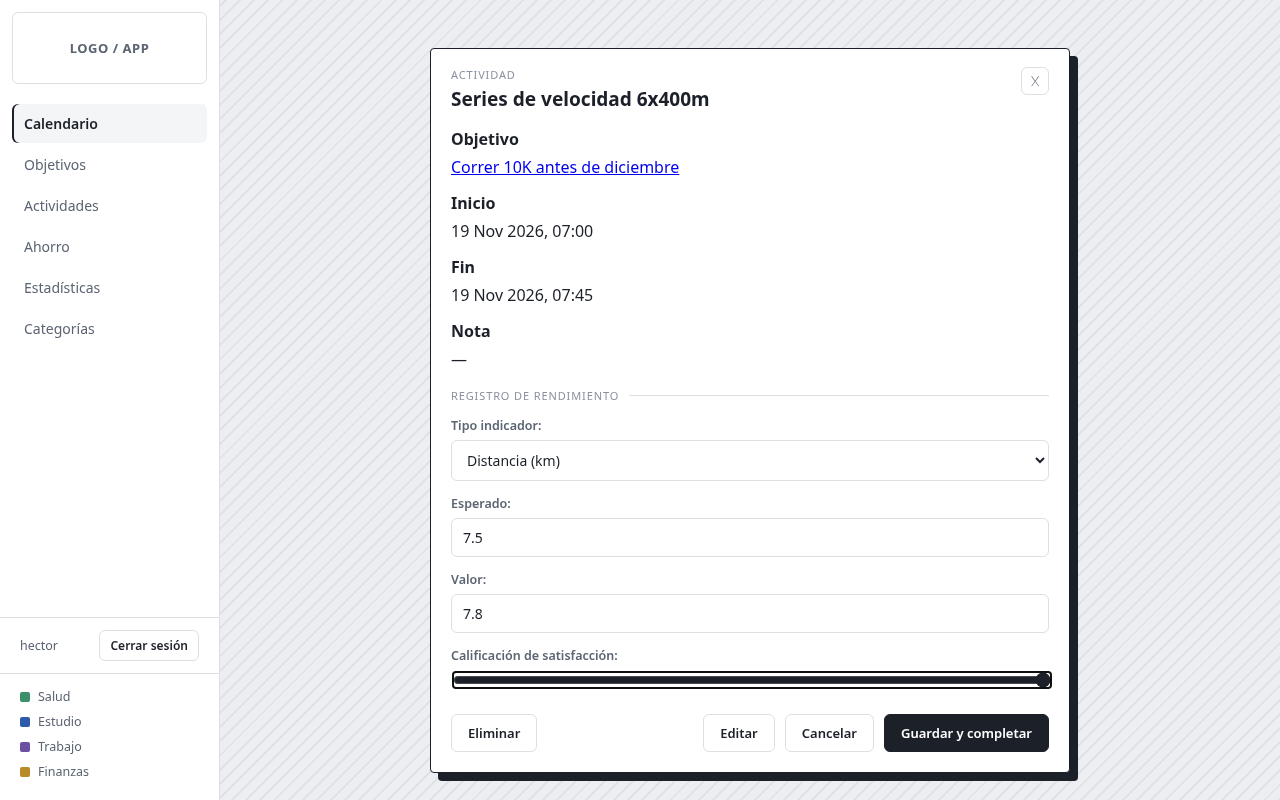 LOGO / APP
Calendario
Objetivos
Actividades
Ahorro
Estadísticas
Categorías
hector
Cerrar sesión
Salud
Estudio
Trabajo
Finanzas
ACTIVIDAD
X
Series de velocidad 6x400m
Objetivo
Correr 10K antes de diciembre
Inicio
19 Nov 2026, 07:00
Fin
19 Nov 2026, 07:45
Nota
—
REGISTRO DE RENDIMIENTO
Tipo indicador:
Distancia (km)
Esperado:
7.5
Valor:
7.8
Calificación de satisfacción:
Eliminar
Editar
Cancelar
Guardar y completar